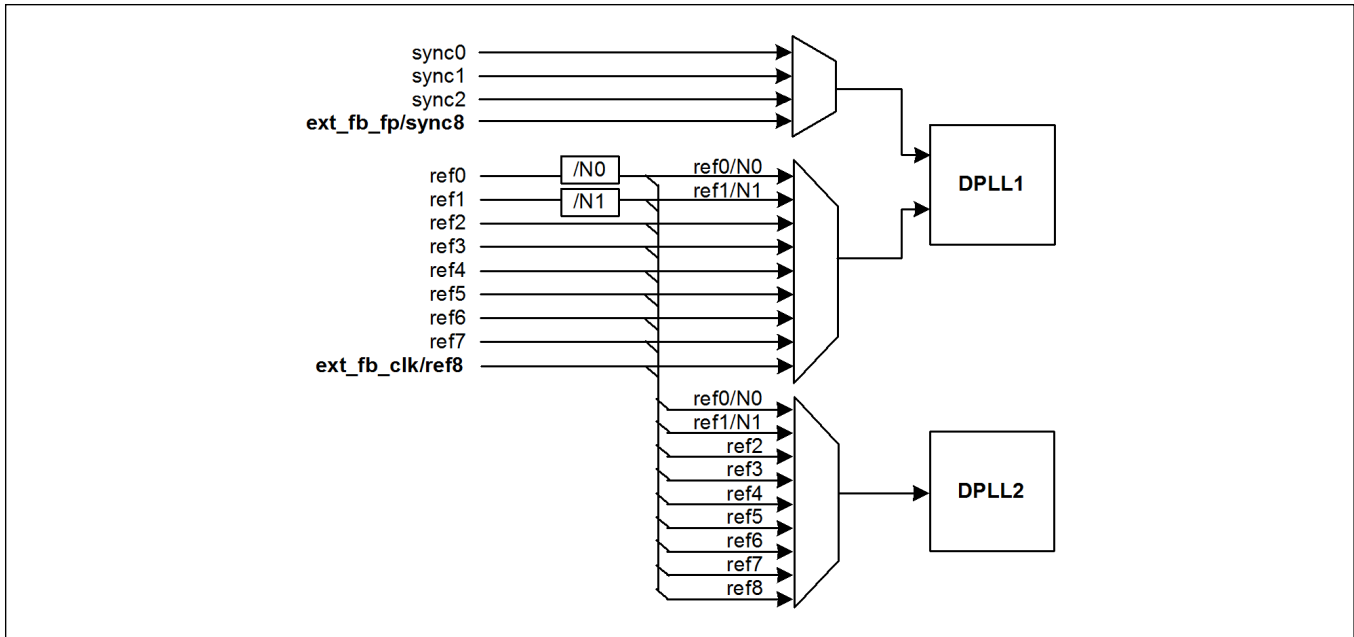 sync0
sync1
sync2
ext_fb_fp/sync8
DPLL1
ref0
/N0
ref0/N0
ref1
/N1
ref1/N1
ref2
ref3
ref4
ref5
ref6
ref7
ext_fb_clk/ref8
ref0/N0
ref1/N1
ref2
ref3
ref4
ref5
ref6
ref7
ref8
DPLL2